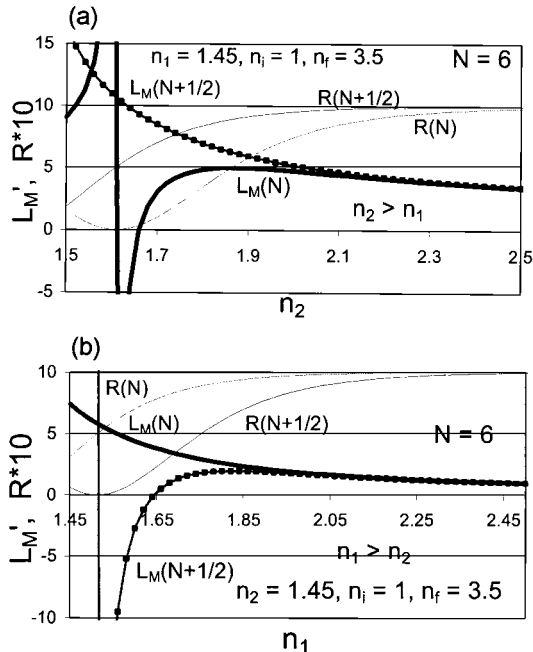 (a)
15
n1 = 1.45, ni = 1, nf = 3.5
N = 6
LM(N+1/2)
R(N+1/2)
10
R(N)
LM', R*10
5
LM(N)
n2 > n1
0
1.5 1.7 1.9 2.1 2.3 2.5
-5
n2
(b)
10
R(N)
LM(N)
R(N+1/2)
N = 6
5
LM', R*10
0
1.45 1.65 1.85 2.05 2.25 2.45
n1 > n2
-5
LM(N+1/2)
n2 = 1.45, ni = 1, nf = 3.5
-10
n1